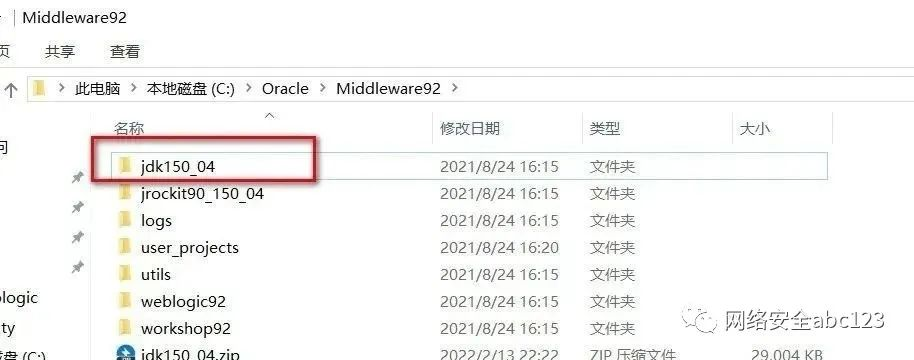 Middleware92
页 共享 查看
此电脑 > 本地磁盘 (C:) > Oracle > Middleware92 >
名称 修改日期 类型 大小
问
jdk150_04 2021/8/24 16:15 文件夹
jrockit90_150_04 2021/8/24 16:15 文件夹
logs 2021/8/24 16:15 文件夹
user_projects 2021/8/24 16:20 文件夹
utils 2021/8/24 16:15 文件夹
ologic weblogic92 2021/8/24 16:15 文件夹
ty workshop92 2021/8/24 16:15 文件夹
盘 (C:) jdk150_04.zip 2022/2/13 22:22 ZIP 压缩文件 29,004 KB
网络安全abc123